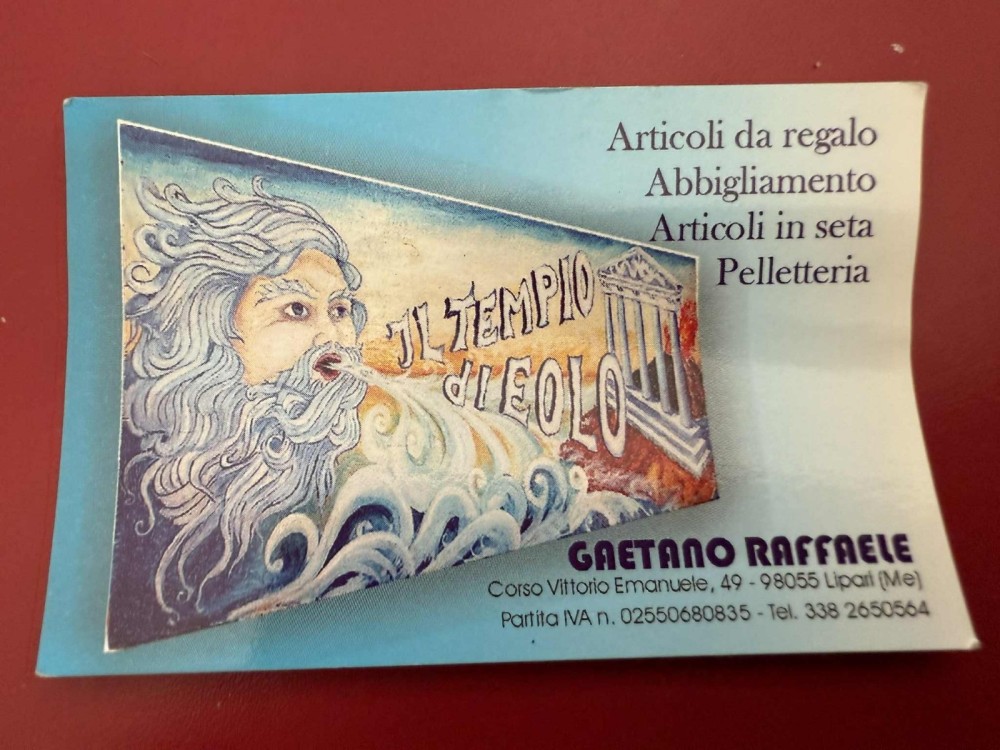 Articoli da regalo
Abbigliamento
Articoli in seta
Pelletteria
IL TEMPIO
di EOLO
GAETANO RAFFAELE
Corso Vittorio Emanuele, 49 - 98055 Lipari (Me)
Partita IVA n. 02550680835 - Tel. 338 2650564